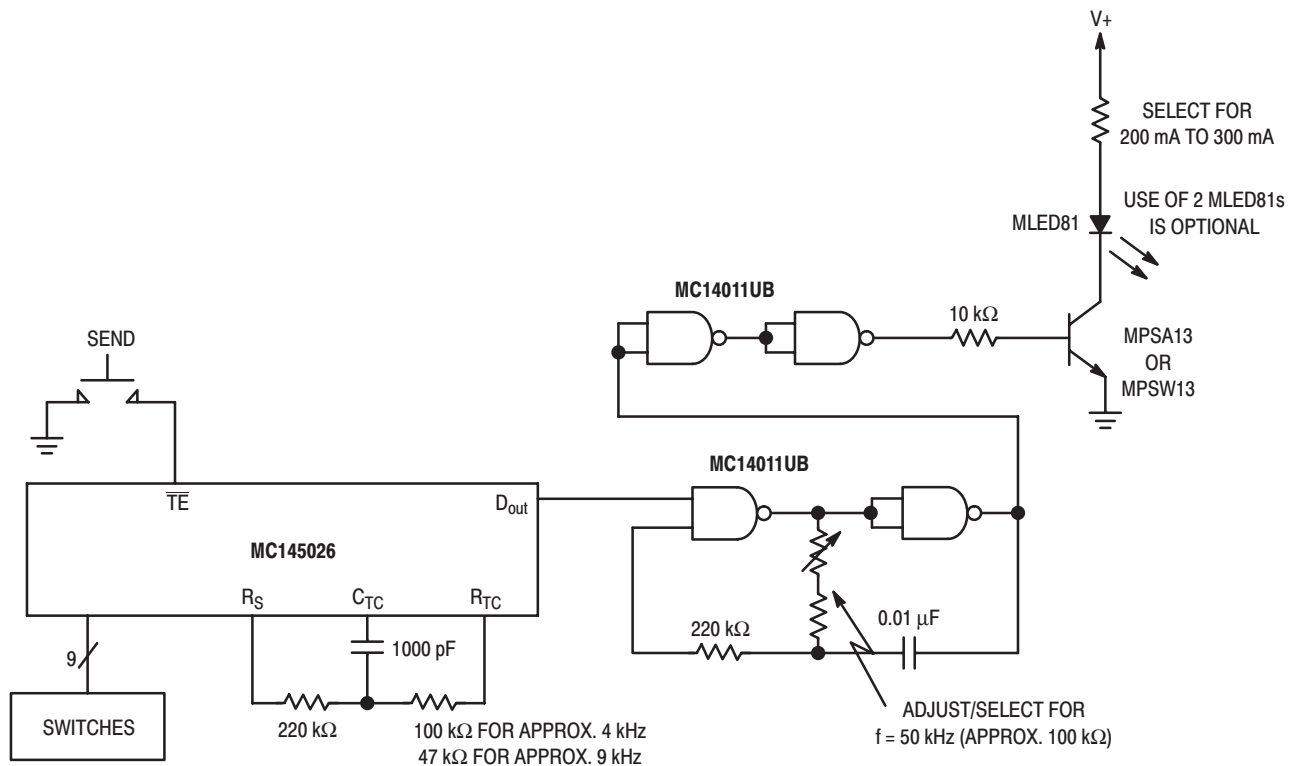 V+
SELECT FOR
200 mA TO 300 mA
MLED81
USE OF 2 MLED81s
IS OPTIONAL
MC14011UB
10 kΩ
MPSA13
OR
MPSW13
SEND
MC14011UB
TE
Dout
MC145026
RS
CTC
RTC
1000 pF
220 kΩ
0.01 μF
9
SWITCHES
220 kΩ
100 kΩ FOR APPROX. 4 kHz
47 kΩ FOR APPROX. 9 kHz
ADJUST/SELECT FOR
f = 50 kHz (APPROX. 100 kΩ)